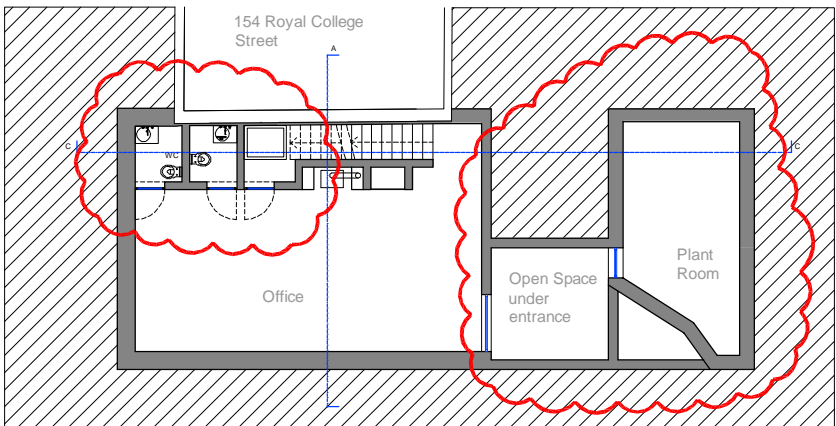 154 Royal College
Street
A
C
C
WC
Plant
Room
Open Space
under
entrance
Office